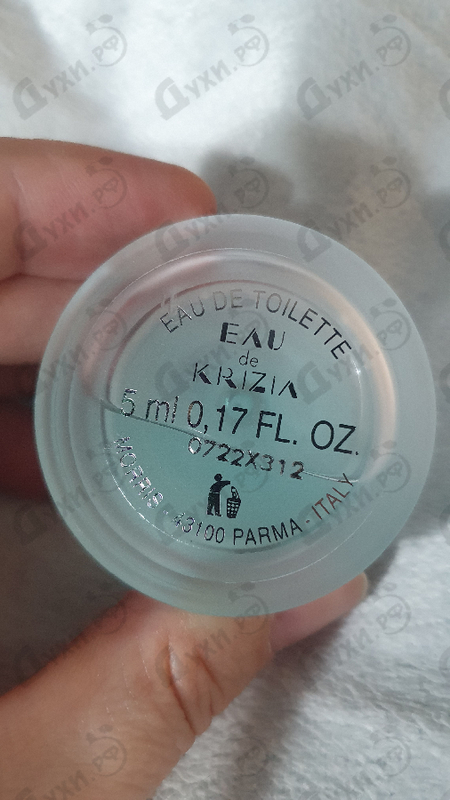 EAU DE TOILETTE
EAU
de
KRIZIA
5 ml 0,17 FL. OZ.
0722X312
MORRIS - 43100 PARMA - ITALY
Духи.РФ